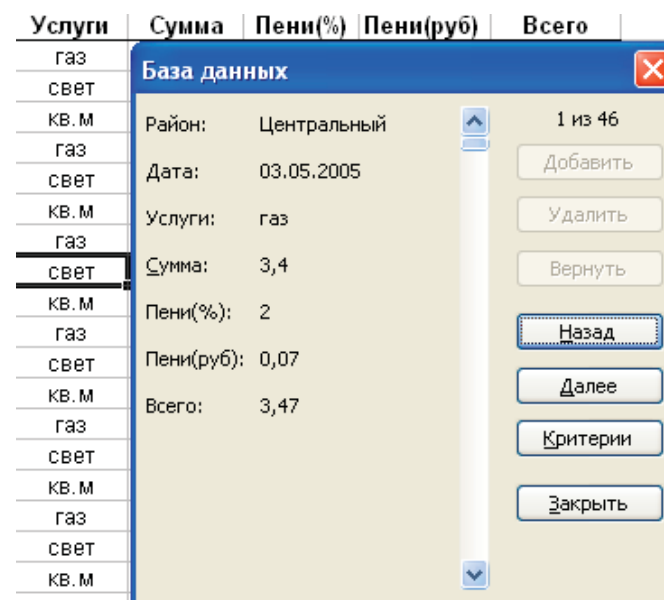 Услуги Сумма Пени(%) Пени(руб) Всего
газ
свет
кв.м
газ
свет
кв.м
газ
свет
кв.м
газ
свет
кв.м
газ
свет
кв.м
газ
свет
кв.м
База данных
Район: Центральный
Дата: 03.05.2005
Услуги: газ
Сумма: 3,4
Пени(%): 2
Пени(руб): 0,07
Всего: 3,47
1 из 46
Добавить
Удалить
Вернуть
Назад
Далее
Критерии
Закрыть